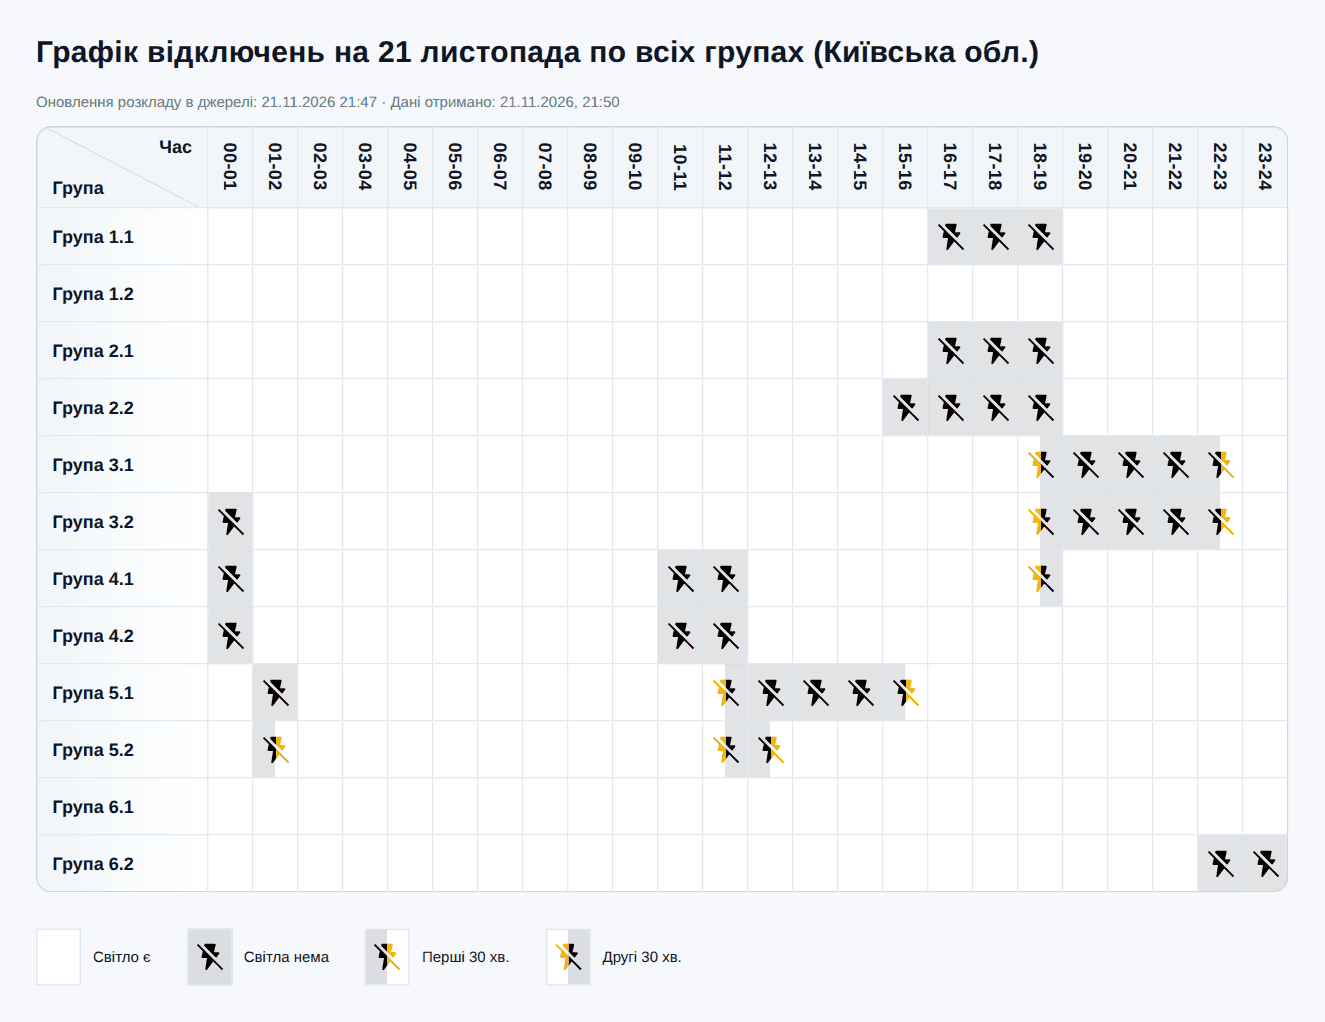 Графік відключень на 21 листопада по всіх групах (Київська обл.)
Оновлення розкладу в джерелі: 21.11.2026 21:47 · Дані отримано: 21.11.2026, 21:50
Час
Група
00-01 01-02 02-03 03-04 04-05 05-06 06-07 07-08 08-09 09-10 10-11 11-12 12-13 13-14 14-15 15-16 16-17 17-18 18-19 19-20 20-21 21-22 22-23 23-24
Група 1.1
Група 1.2
Група 2.1
Група 2.2
Група 3.1
Група 3.2
Група 4.1
Група 4.2
Група 5.1
Група 5.2
Група 6.1
Група 6.2
Світло є Світла нема Перші 30 хв. Другі 30 хв.